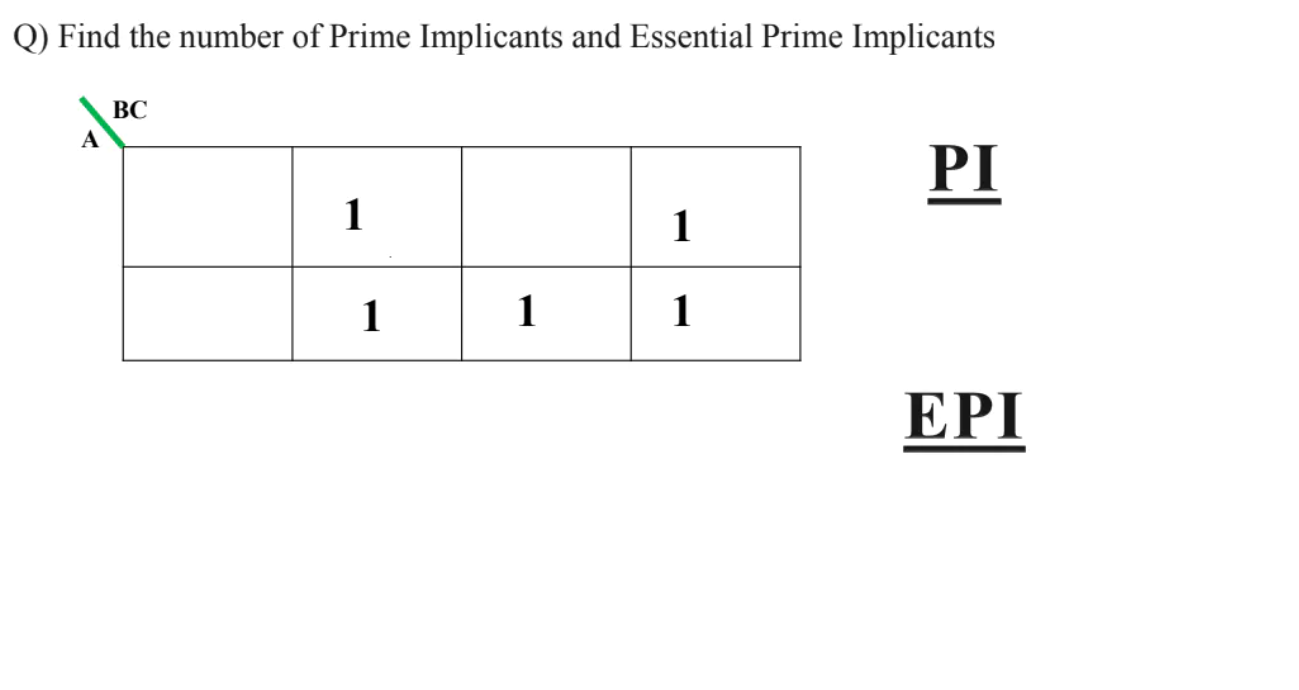 Q) Find the number of Prime Implicants and Essential Prime Implicants
BC
A
PI
1 1
1 1 1
EPI